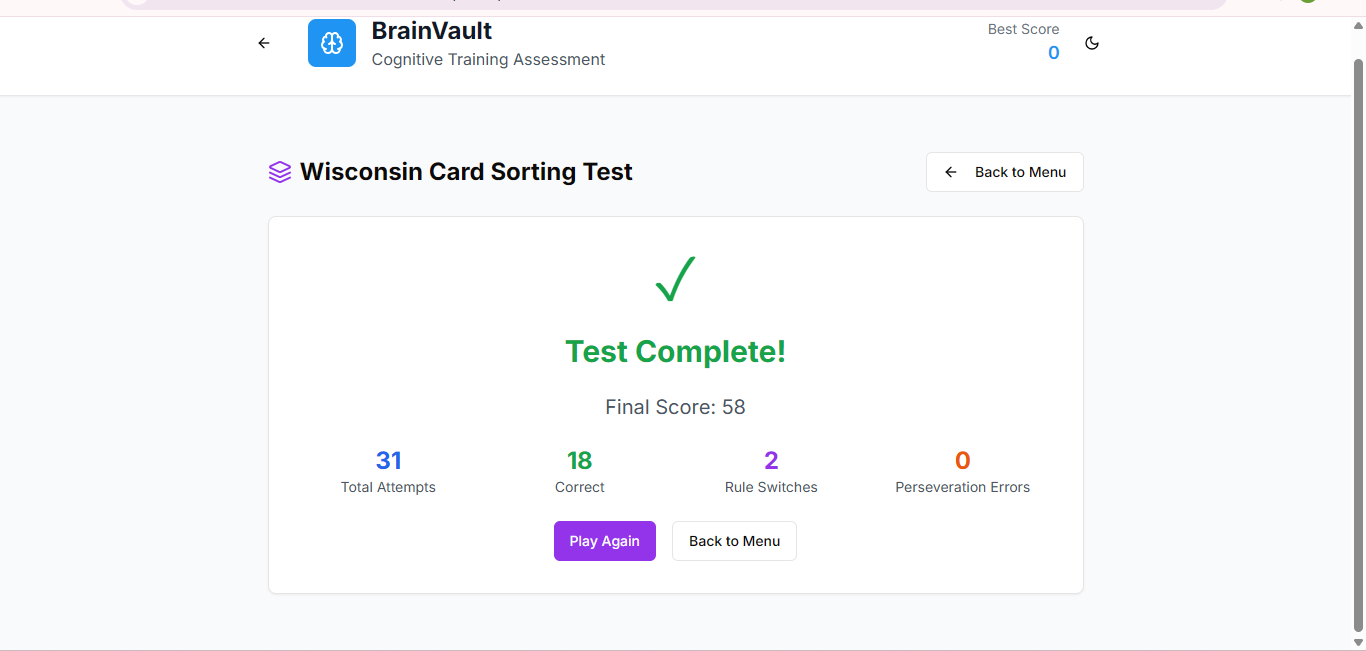 BrainVault
Cognitive Training Assessment
Best Score
0
Wisconsin Card Sorting Test
Back to Menu
Test Complete!
Final Score: 58
31
Total Attempts
18
Correct
2
Rule Switches
0
Perseveration Errors
Play Again
Back to Menu